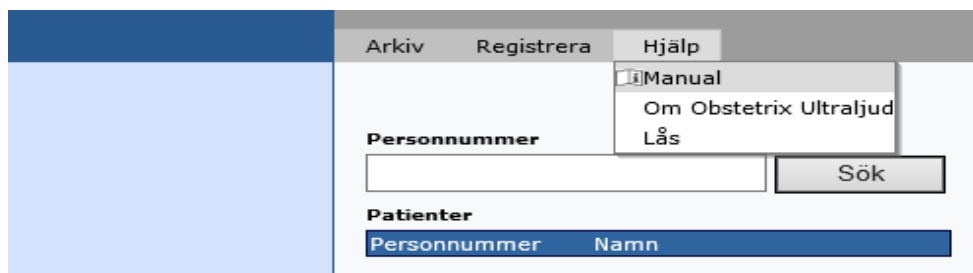 Arkiv Registrera Hjälp
Manual
Om Obstetrix Ultraljud
Lås
Personnummer
Sök
Patienter
Personnummer Namn